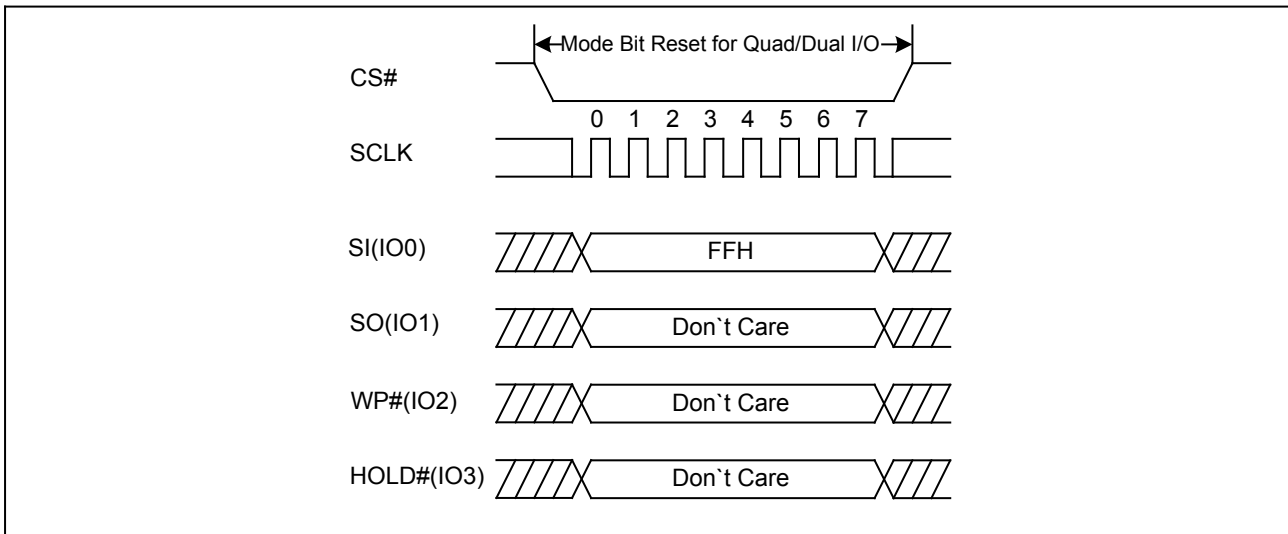 Mode Bit Reset for Quad/Dual I/O
CS#
0 1 2 3 4 5 6 7
SCLK
SI(IO0) FFH
SO(IO1) Don`t Care
WP#(IO2) Don`t Care
HOLD#(IO3) Don`t Care